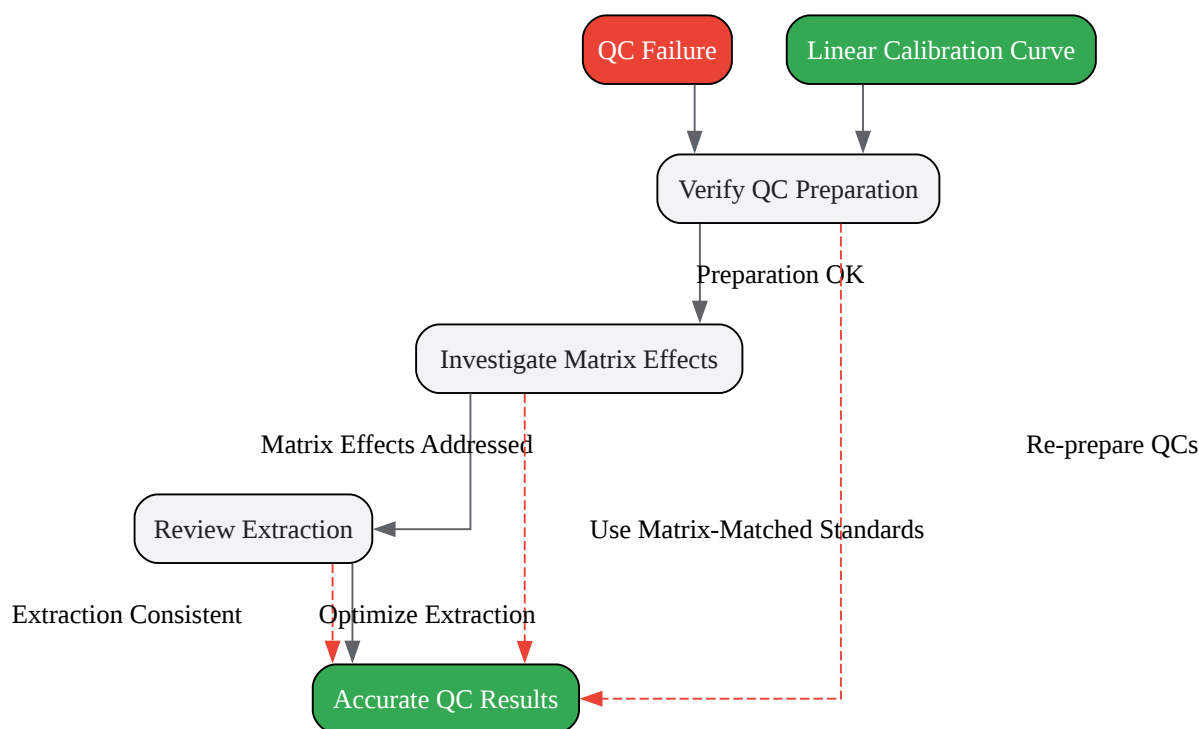 QC Failure
Linear Calibration Curve
Verify QC Preparation
Preparation OK
Investigate Matrix Effects
Matrix Effects Addressed
Re-prepare QCs
Review Extraction
Use Matrix-Matched Standards
Extraction Consistent
Optimize Extraction
Accurate QC Results